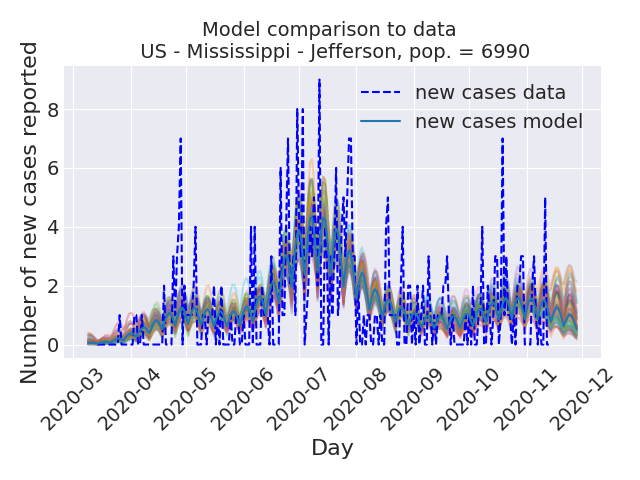 Model comparison to data
US - Mississippi - Jefferson, pop. = 6990
Number of new cases reported
8
6
4
2
0
new cases data
new cases model
2020-03
2020-04
2020-05
2020-06
2020-07
2020-08
2020-09
2020-10
2020-11
2020-12
Day